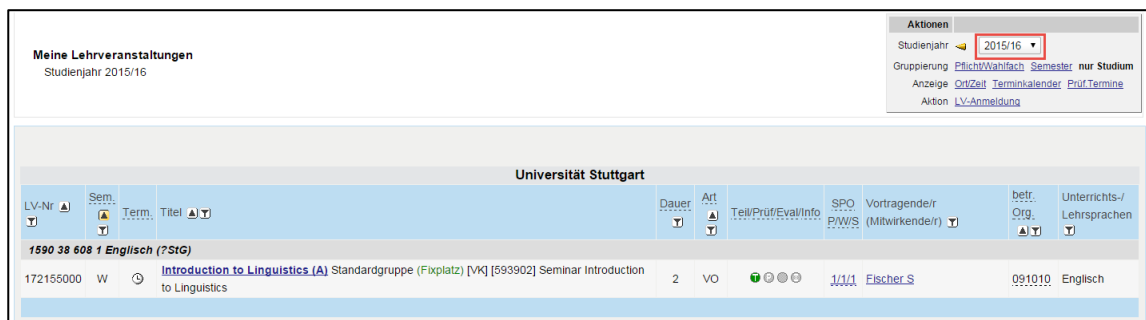 Aktionen
Meine Lehrveranstaltungen
Studienjahr 2015/16
Studienjahr 2015/16
Gruppierung Pflicht/Wahlfach Semester nur Studium
Anzeige Ort/Zeit Terminkalender Prüf.Termine
Aktion LV-Anmeldung
Universität Stuttgart
LV-Nr Sem. Term. Titel Dauer Art Teil/Prüf/Eval/Info SPO P/W/S Vortragende/r (Mitwirkende/r) betr. Org. Unterrichts-/ Lehrsprachen
1590 38 608 1 Englisch (?StG)
172155000 W Introduction to Linguistics (A) Standardgruppe (Fixplatz) [VK] [593902] Seminar Introduction
to Linguistics 2 VO T 1/1/1 Fischer S 091010 Englisch